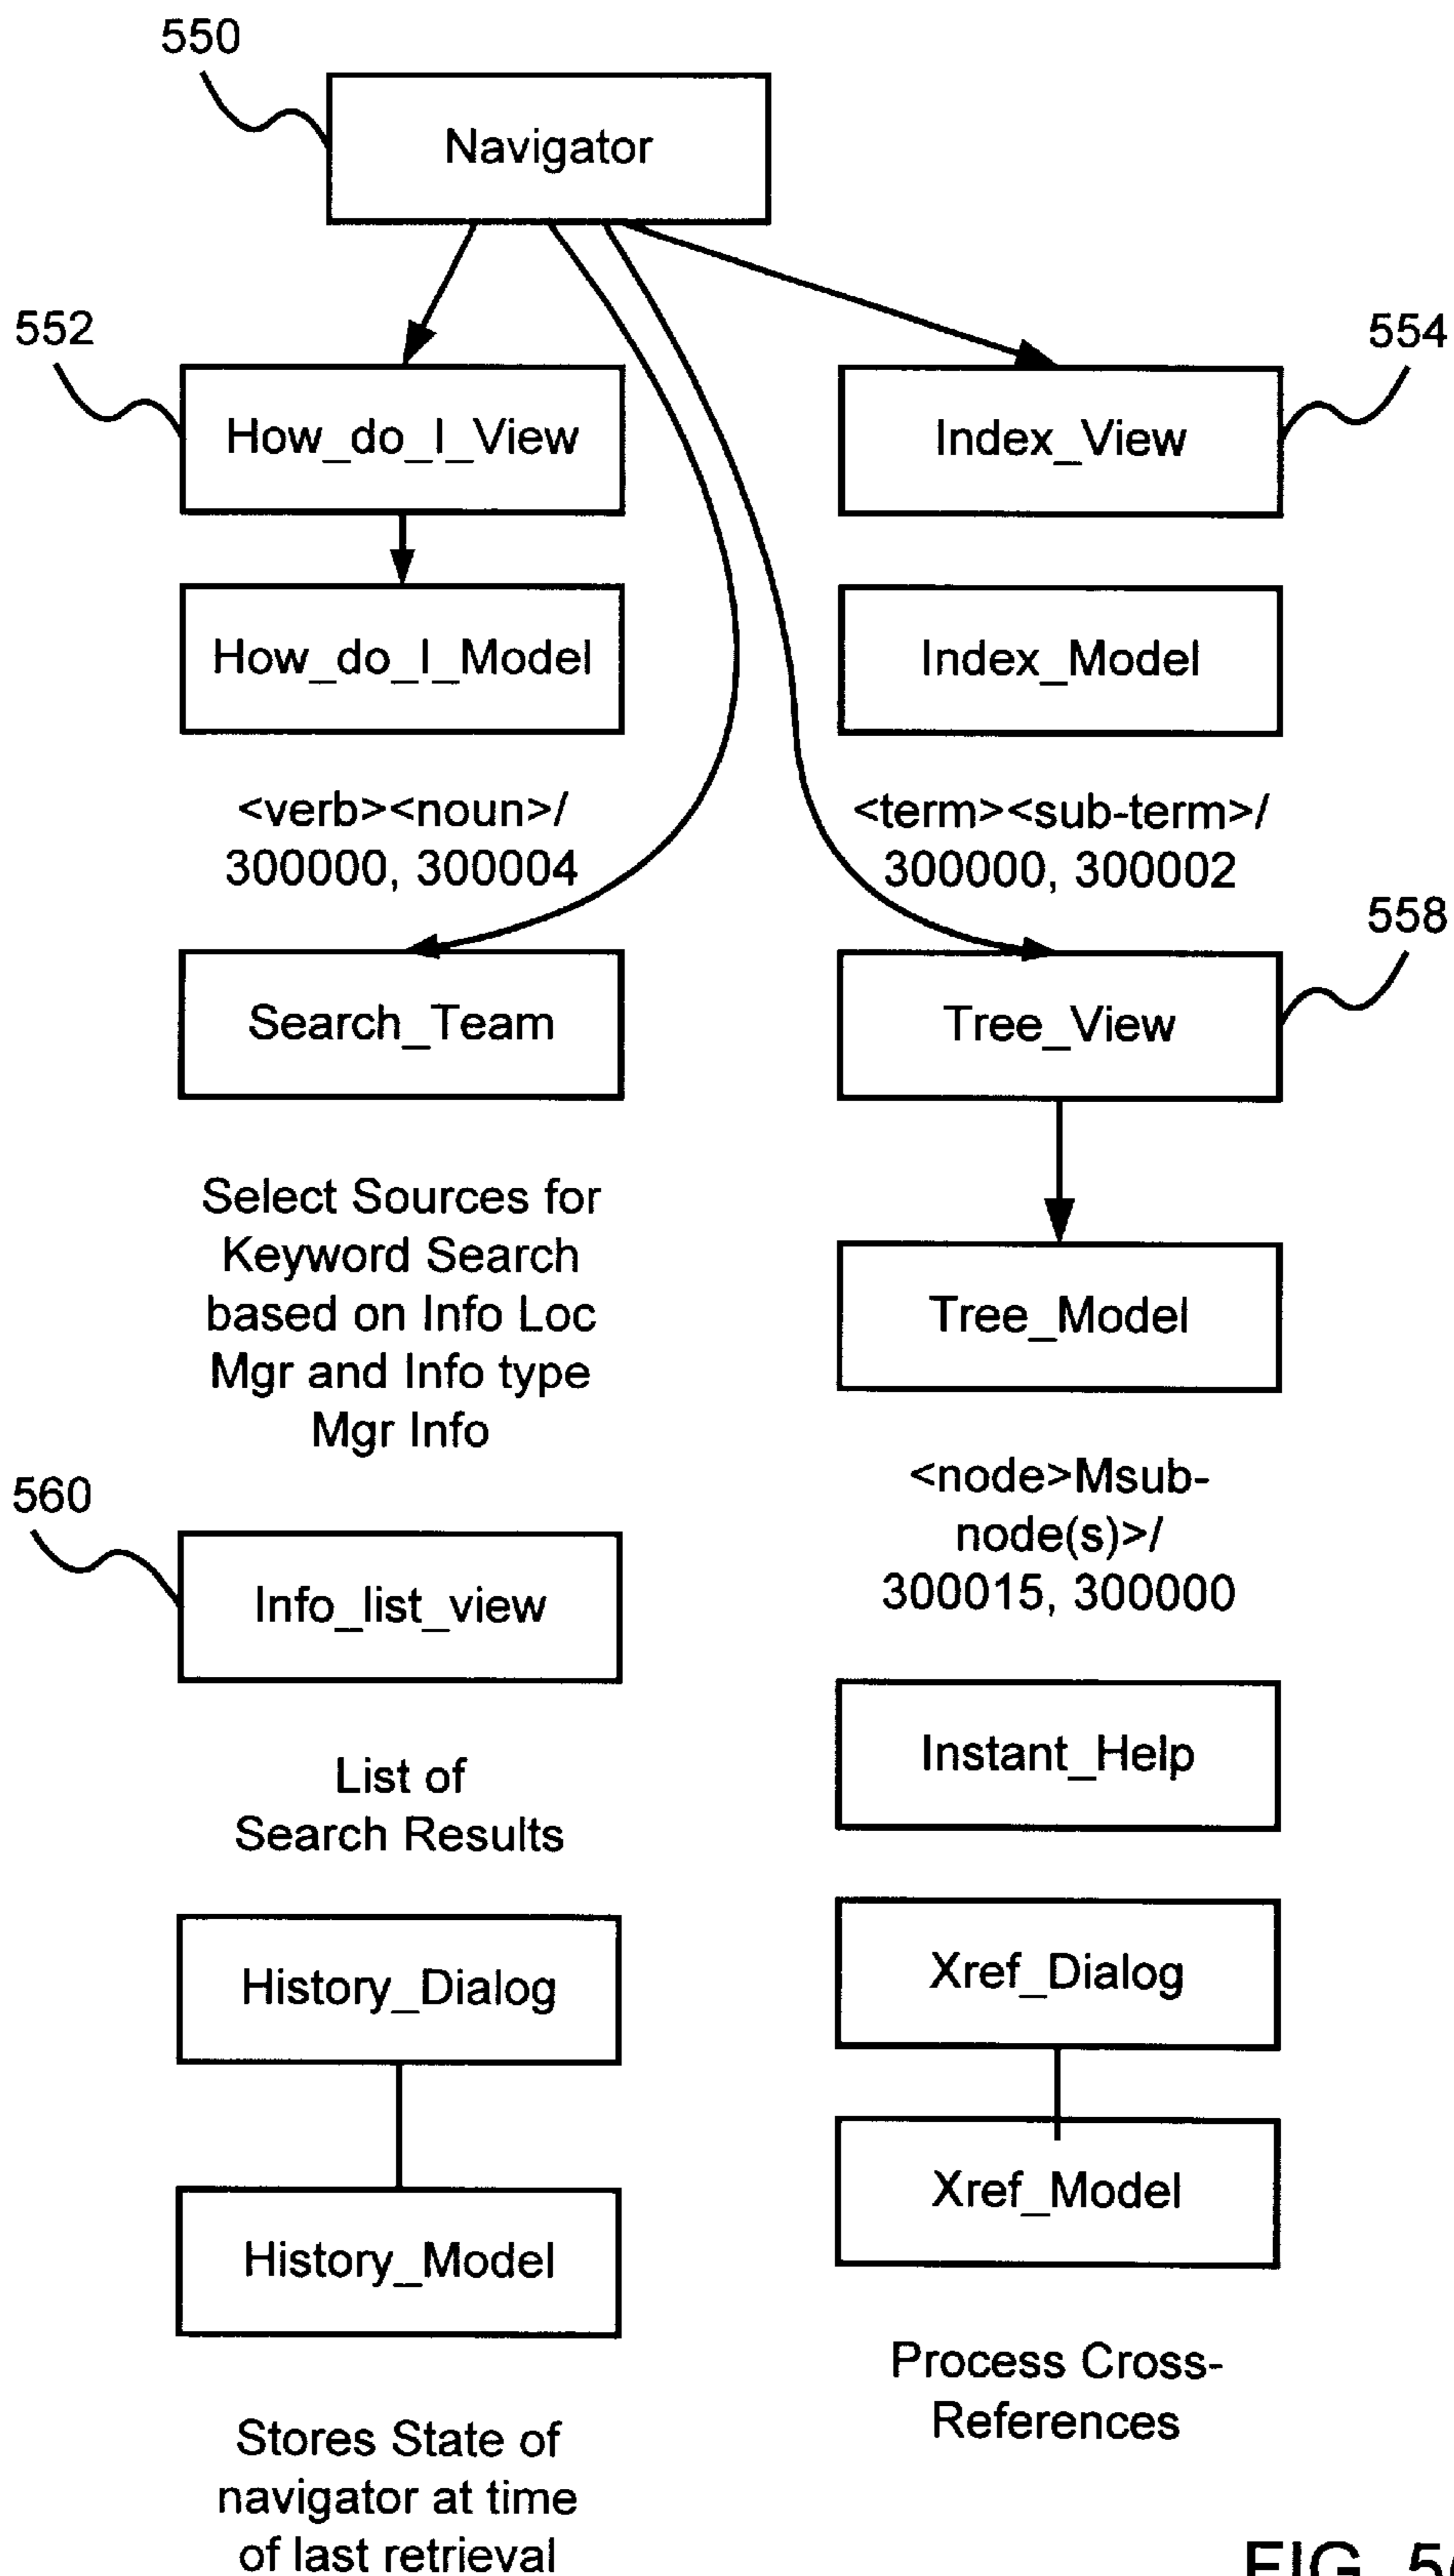 550
Navigator
552
554
How_do_I_View
Index_View
How_do_I_Model
Index_Model
<verb><noun>/
300000, 300004
<term><sub-term>/
300000, 300002
558
Search_Team
Tree_View
Select Sources for
Keyword Search
based on Info Loc
Mgr and Info type
Mgr Info
Tree_Model
<node>Msub-
node(s)>/
300015, 300000
560
Info_list_view
List of
Search Results
Instant_Help
History_Dialog
Xref_Dialog
History_Model
Xref_Model
Stores State of
navigator at time
of last retrieval
Process Cross-
References
FIG.